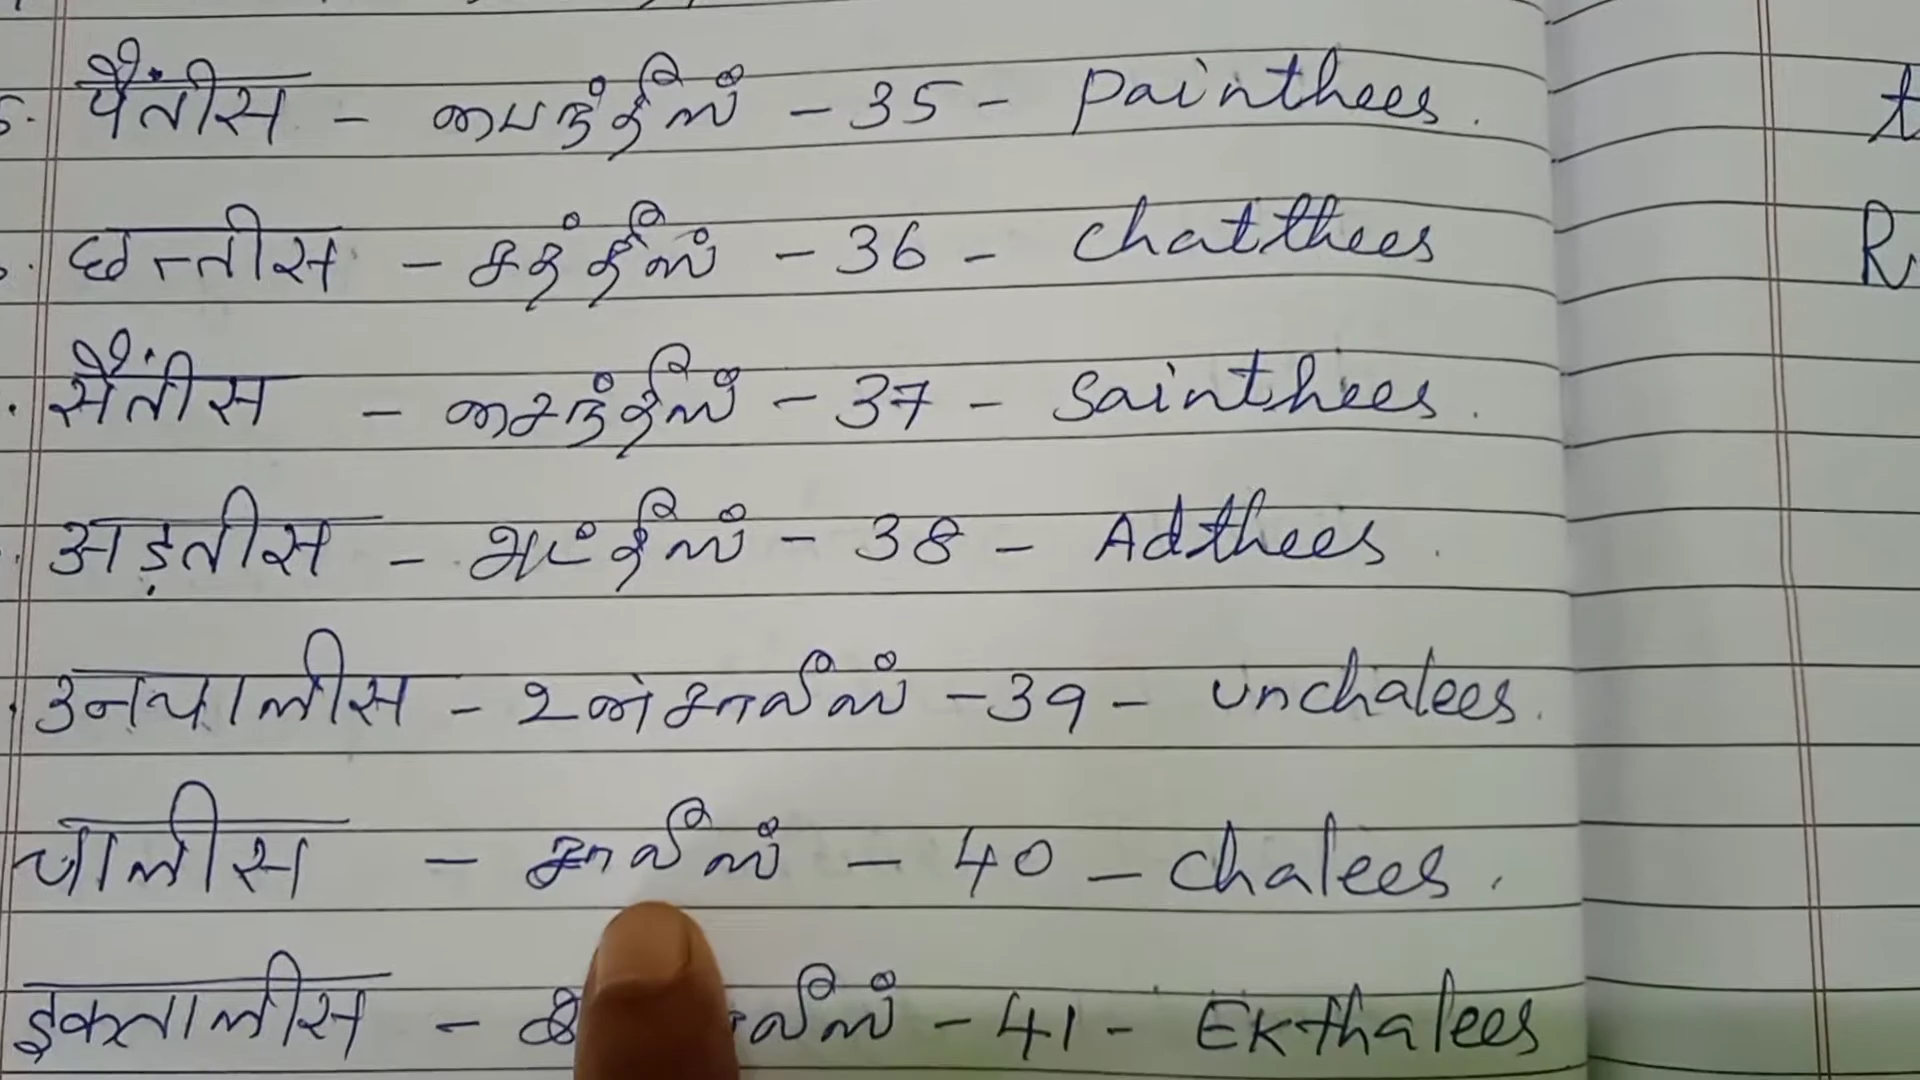 पैंतीस - பைந்தீஸ் - 35 - Painthees.
छत्तीस - சத்தீஸ் - 36 - Chatthees
सैंतीस - சைந்தீஸ் - 37 - Sainthees.
अड़तीस - அட்தீஸ் - 38 - Adthees.
उनचालीस - உன்சாலீஸ் - 39 - Unchalees.
चालीस - சாலீஸ் - 40 - Chalees.
इकतालीस - லீஸ் - 41 - Ekthalees